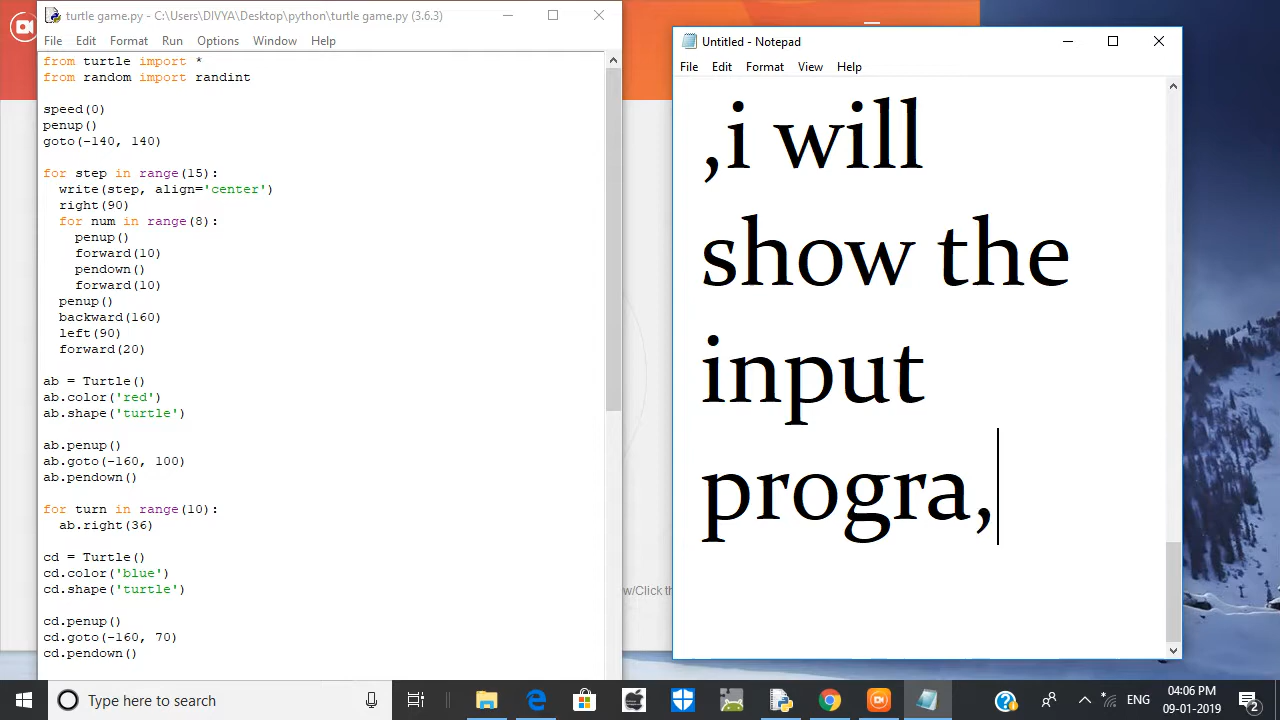 turtle game.py - C:\Users\DIVYA\Desktop\python\turtle game.py (3.6.3)
File Edit Format Run Options Window Help
from turtle import *
from random import randint
speed(0)
penup()
goto(-140, 140)
for step in range(15):
write(step, align='center')
right(90)
for num in range(8):
penup()
forward(10)
pendown()
forward(10)
penup()
backward(160)
left(90)
forward(20)
ab = Turtle()
ab.color('red')
ab.shape('turtle')
ab.penup()
ab.goto(-160, 100)
ab.pendown()
for turn in range(10):
ab.right(36)
cd = Turtle()
cd.color('blue')
cd.shape('turtle')
cd.penup()
cd.goto(-160, 70)
cd.pendown()
Untitled - Notepad
File Edit Format View Help
,i will
show the
input
progra,
w/Click th
Type here to search
ENG
04:06 PM
09-01-2019
2